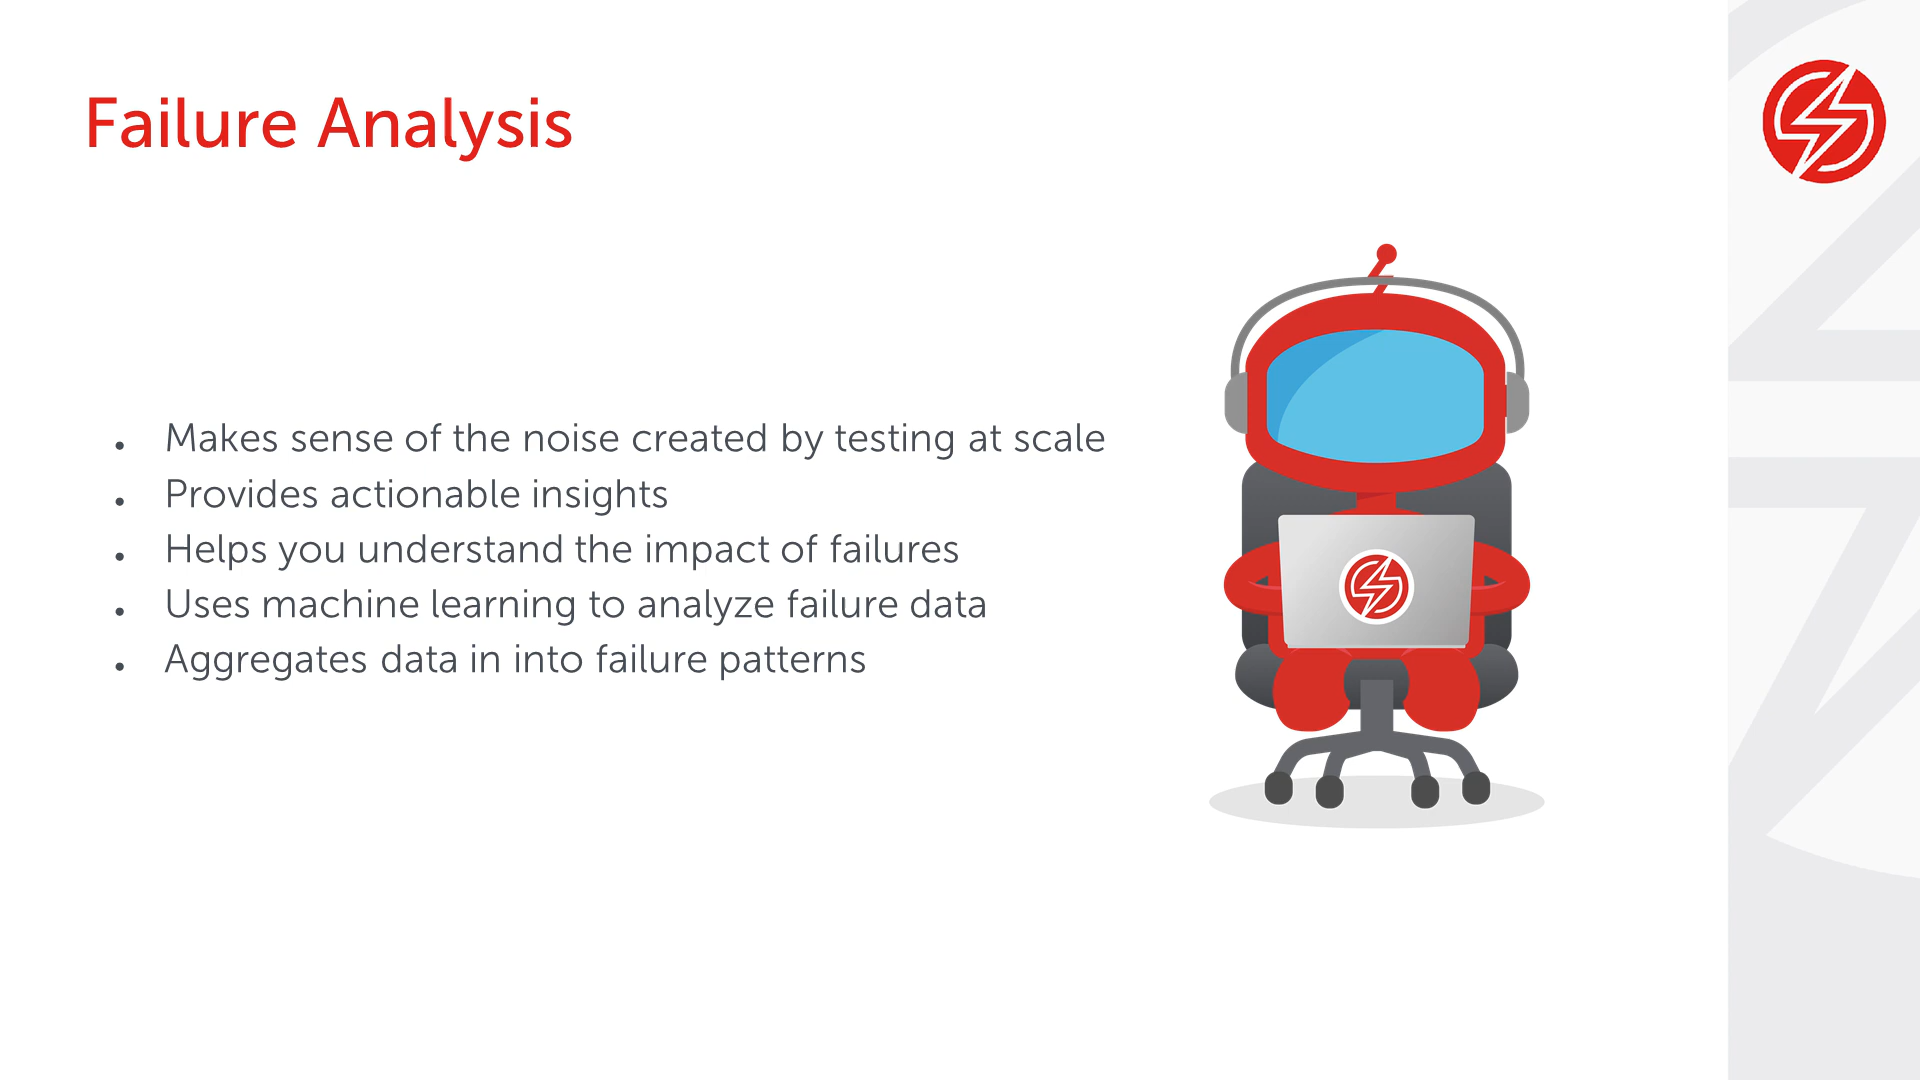 Failure Analysis
• Makes sense of the noise created by testing at scale
• Provides actionable insights
• Helps you understand the impact of failures
• Uses machine learning to analyze failure data
• Aggregates data in into failure patterns